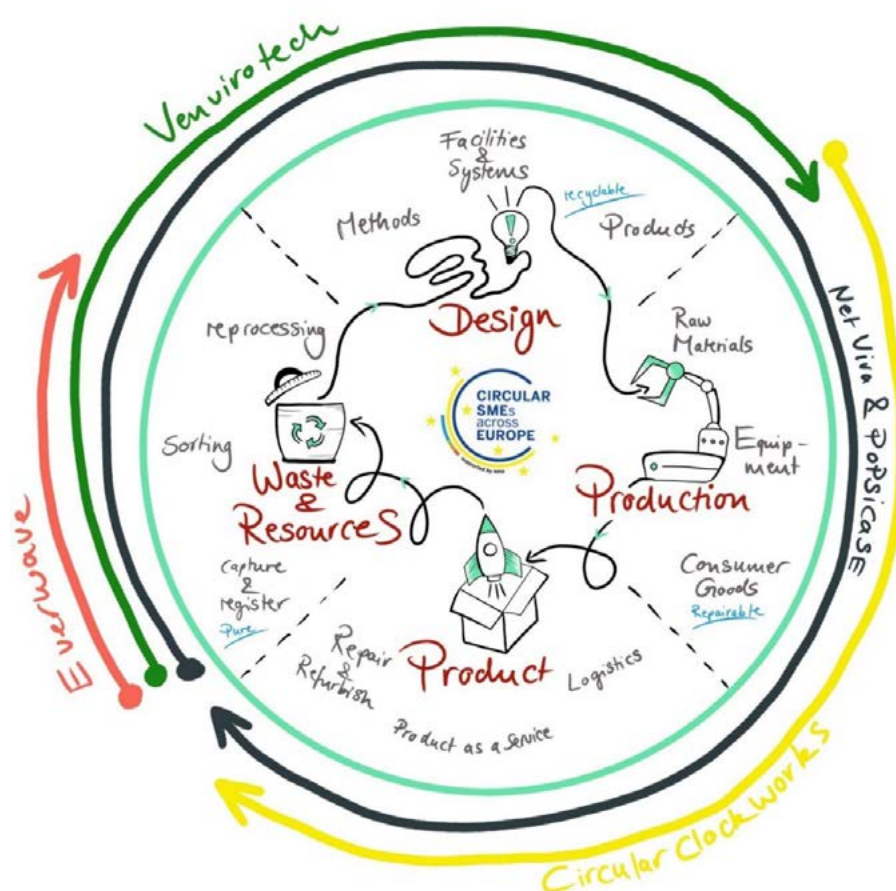 Venvirotech
Facilities
&
Systems
recyclable
Methods
Products
Design
reprocessing
Raw
Materials
Net Viva & POPSICASE
CIRCULAR
SMEs
across
EUROPE
supported by
Sorting
Equip-
ment
Waste
&
Resources
Production
Everwave
Capture
&
register
Pure
Consumer
Goods
Repairable
Repair
&
Refurbish
Product
Logistics
Product as a Service
Circular Clockworks